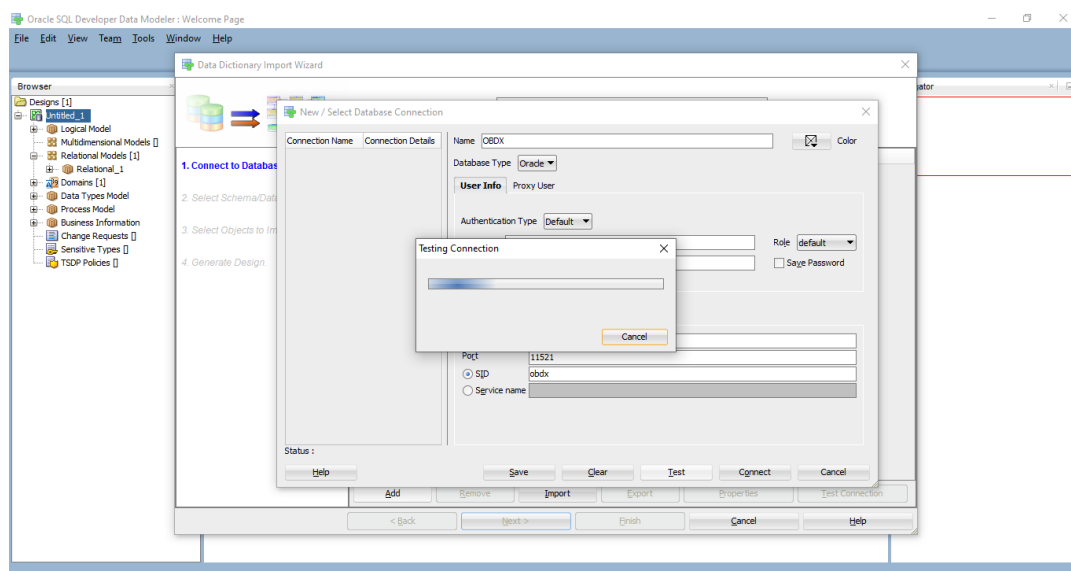 Oracle SQL Developer Data Modeler : Welcome Page
File Edit View Team Tools Window Help
Data Dictionary Import Wizard
Browser
Designs [1]
Untitled_1
Logical Model
Multidimensional Models []
Relational Models [1]
Relational_1
Domains [1]
Data Types Model
Process Model
Business Information
Change Requests []
Sensitive Types []
TSDP Policies []
1. Connect to Databas
2. Select Schema/Data
3. Select Objects to Im
4. Generate Design.
New / Select Database Connection
Connection Name Connection Details
Name OBDX
Color
Database Type Oracle
User Info Proxy User
Authentication Type Default
Role default
Save Password
Testing Connection
Cancel
Port 11521
SID obdx
Service name
Status :
Help Save Clear Test Connect Cancel
Add Remove Import Export Properties Test Connection
< Back Next > Finish Cancel Help